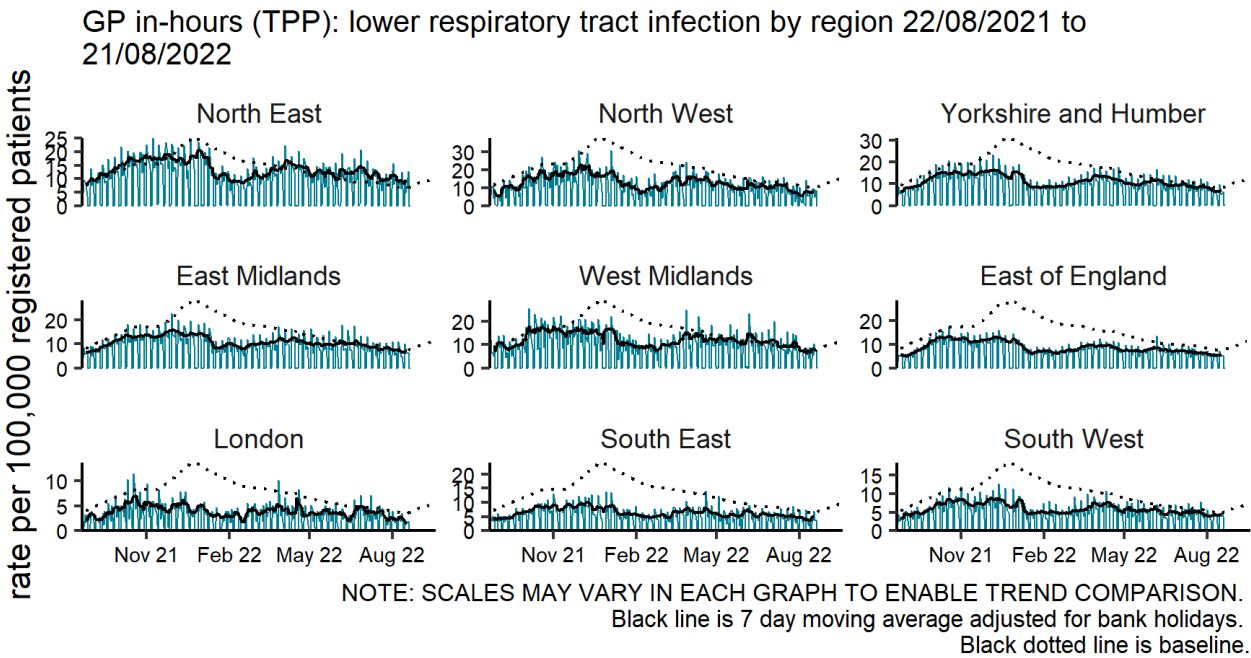 GP in-hours (TPP): lower respiratory tract infection by region 22/08/2021 to
21/08/2022
rate per 100,000 registered patients
North East
North West
Yorkshire and Humber
25
20
15
10
5
0
30
20
10
0
30
20
10
0
East Midlands
West Midlands
East of England
20
10
0
20
10
0
20
10
0
London
South East
South West
10
5
0
20
15
10
5
0
15
10
5
0
Nov 21 Feb 22 May 22 Aug 22
Nov 21 Feb 22 May 22 Aug 22
Nov 21 Feb 22 May 22 Aug 22
NOTE: SCALES MAY VARY IN EACH GRAPH TO ENABLE TREND COMPARISON.
Black line is 7 day moving average adjusted for bank holidays.
Black dotted line is baseline.